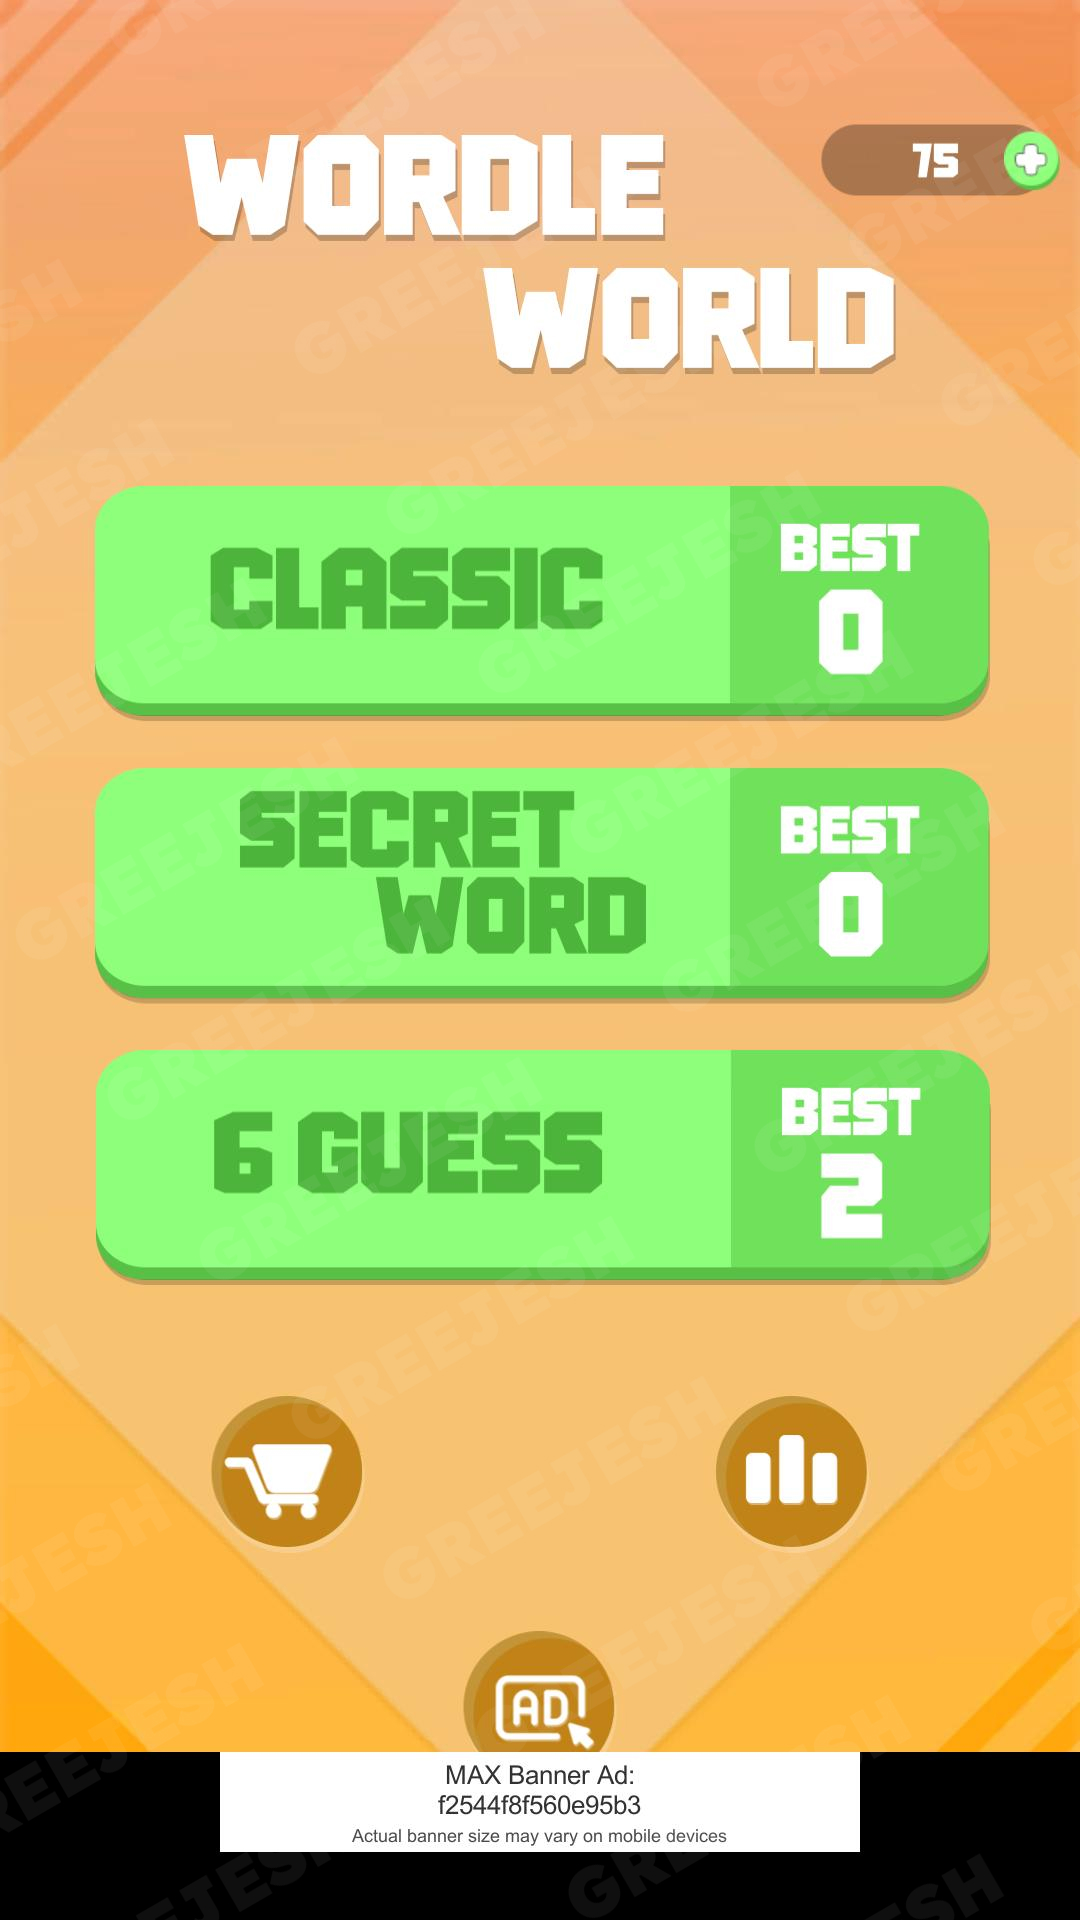 WORDLE
WORLD
75
CLASSIC
BEST
0
SECRET
WORD
BEST
0
6 GUESS
BEST
2
AD
MAX Banner Ad:
f2544f8f560e95b3
Actual banner size may vary on mobile devices
GREEJESH